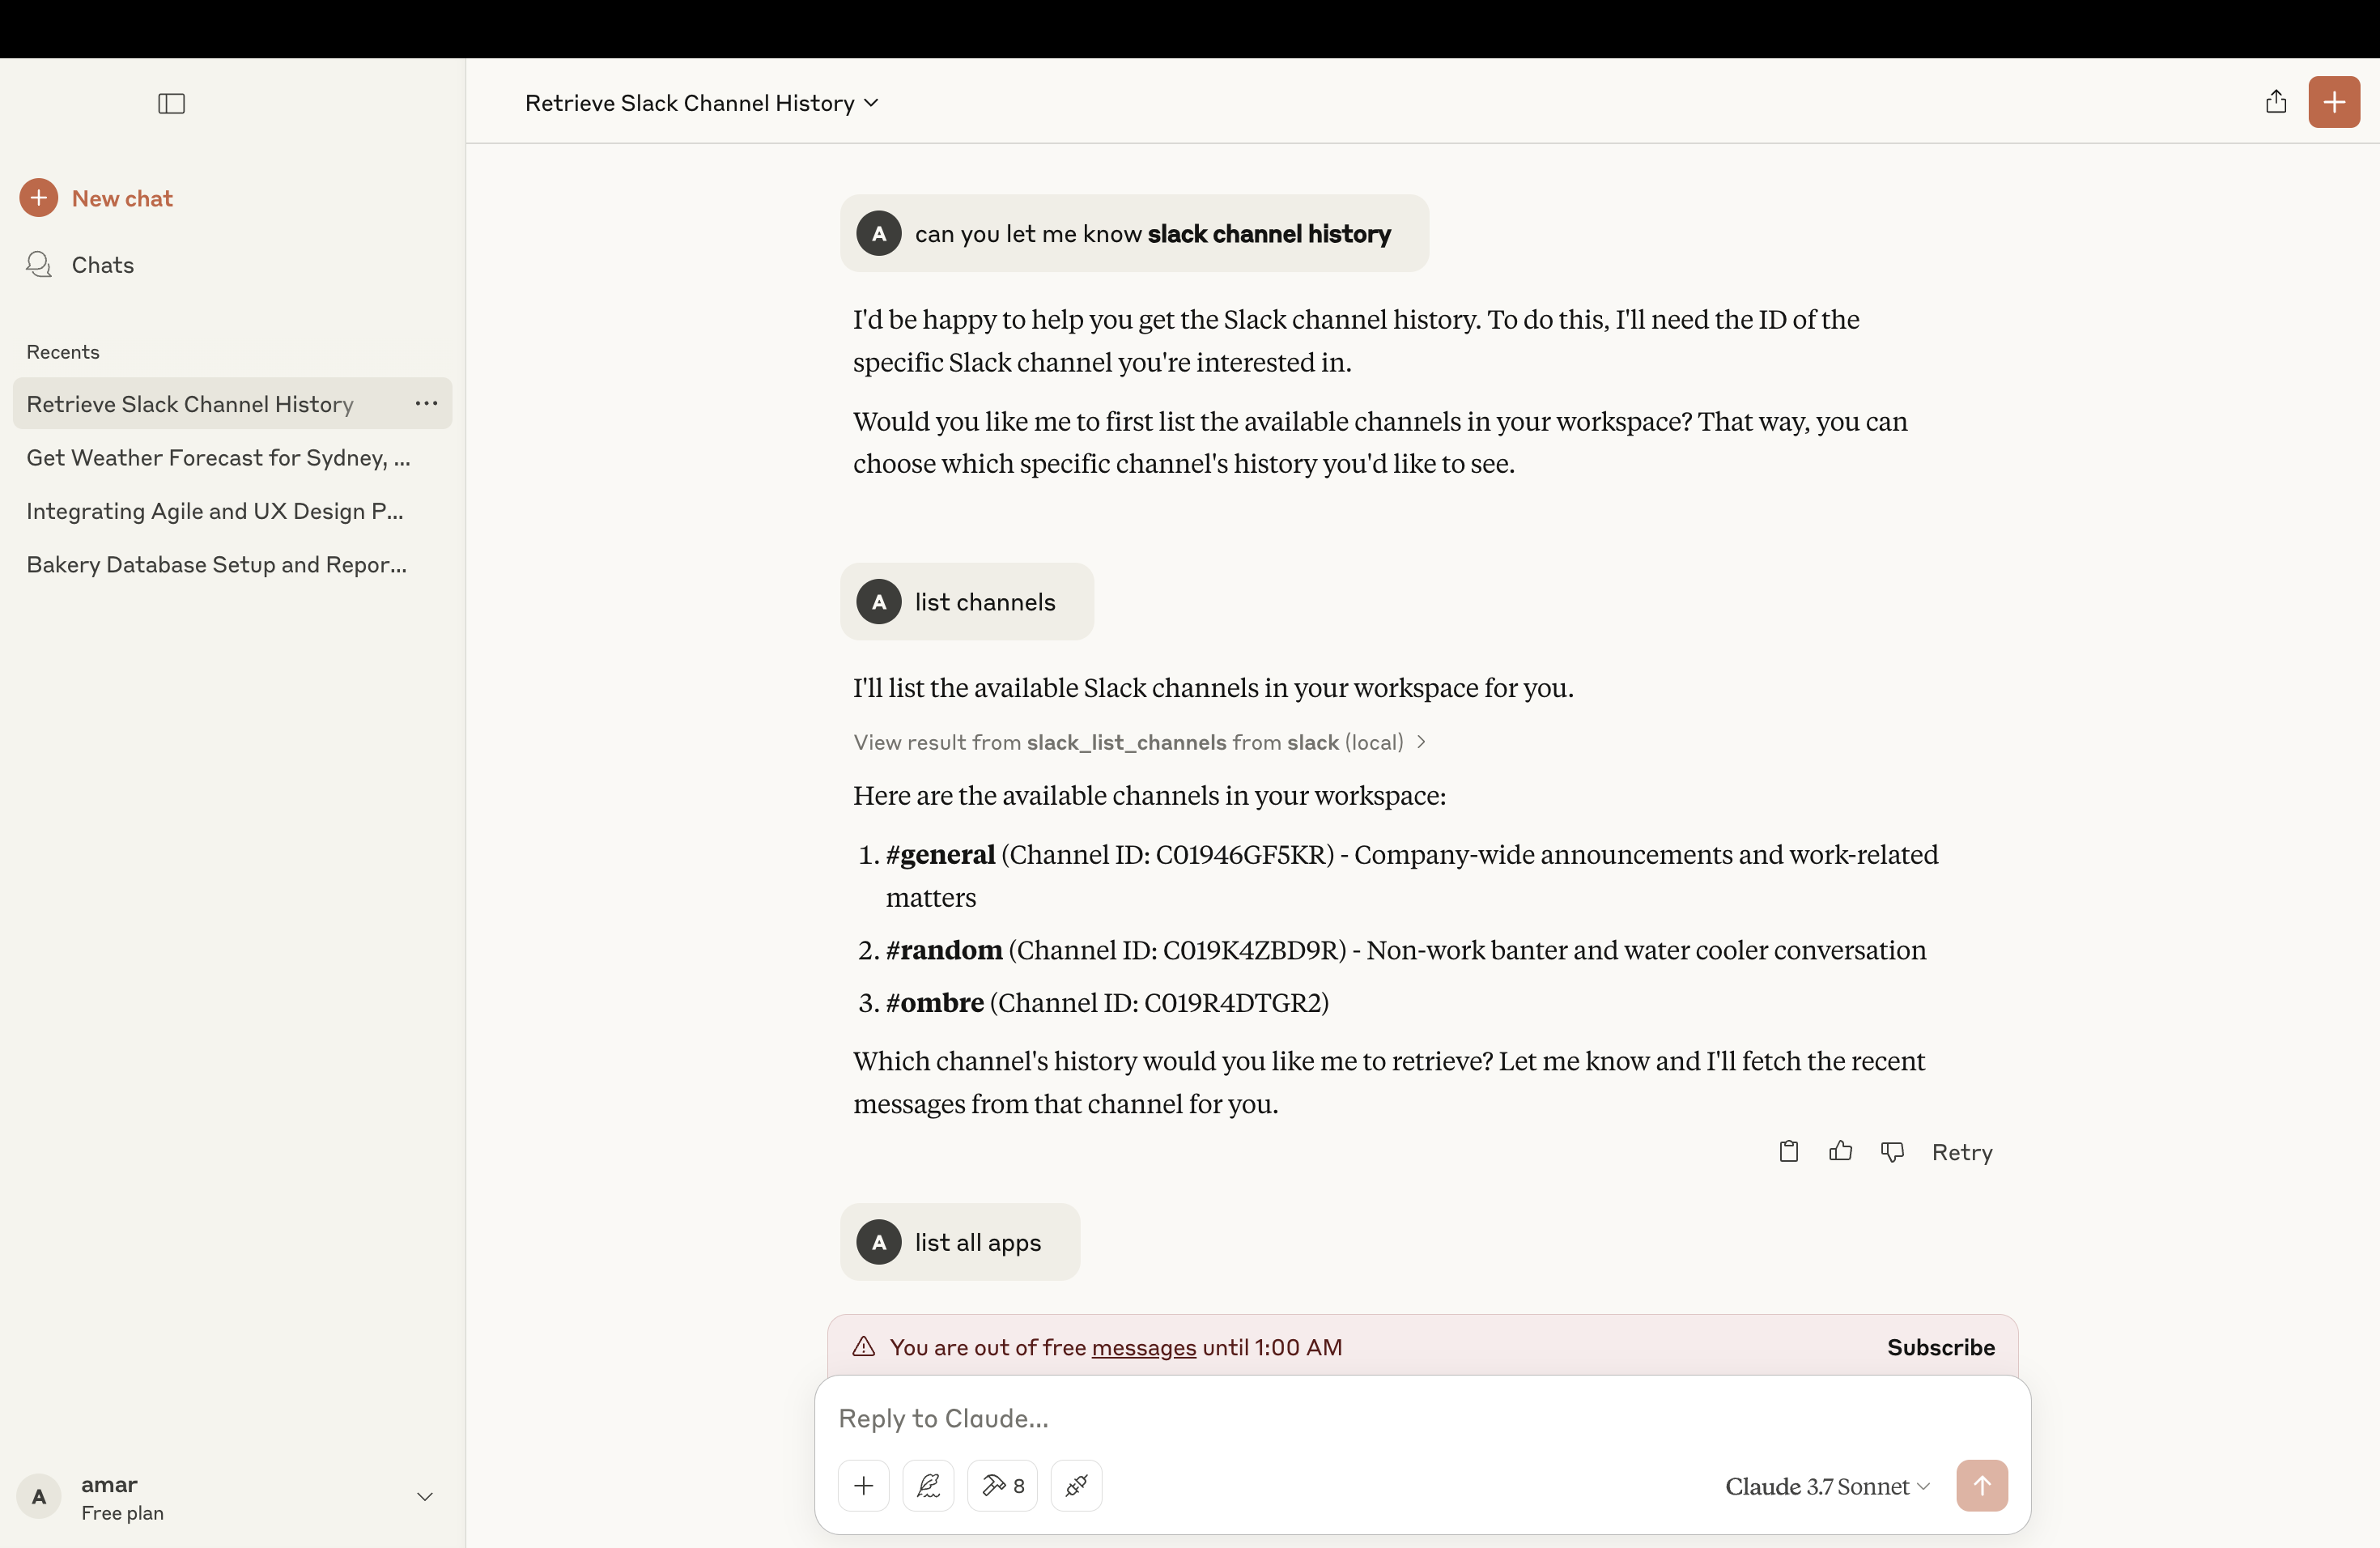 Retrieve Slack Channel History
New chat
Chats
Recents
Retrieve Slack Channel History
Get Weather Forecast for Sydney, ...
Integrating Agile and UX Design P...
Bakery Database Setup and Repor...
A
amar
Free plan
A
can you let me know slack channel history
I'd be happy to help you get the Slack channel history. To do this, I'll need the ID of the
specific Slack channel you're interested in.
Would you like me to first list the available channels in your workspace? That way, you can
choose which specific channel's history you'd like to see.
A
list channels
I'll list the available Slack channels in your workspace for you.
View result from slack_list_channels from slack (local)
Here are the available channels in your workspace:
1. #general (Channel ID: C01946GF5KR) - Company-wide announcements and work-related
matters
2. #random (Channel ID: C019K4ZBD9R) - Non-work banter and water cooler conversation
3. #ombre (Channel ID: C019R4DTGR2)
Which channel's history would you like me to retrieve? Let me know and I'll fetch the recent
messages from that channel for you.
Retry
A
list all apps
You are out of free messages until 1:00 AM
Subscribe
Reply to Claude...
8
Claude 3.7 Sonnet